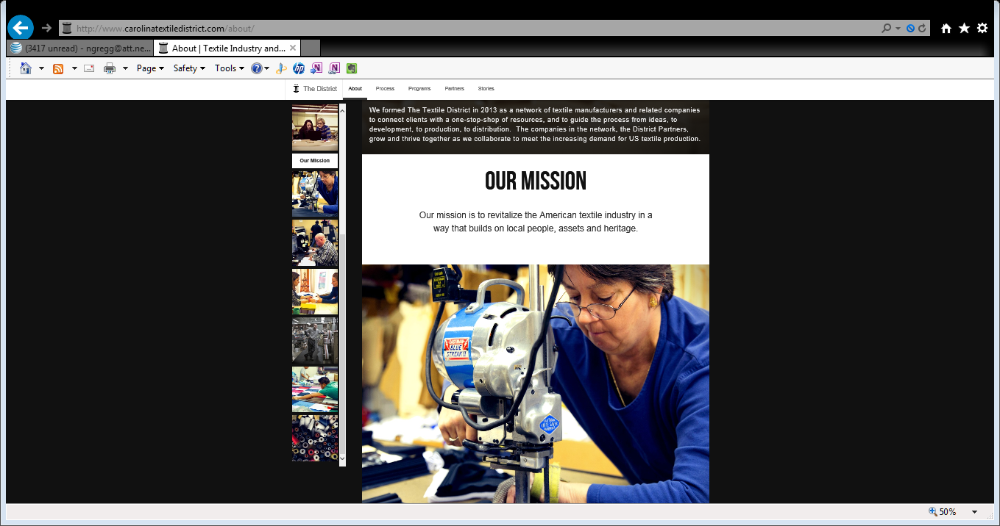 http://www.carolinatextiledistrict.com/about/
(3417 unread) - ngregg@att.ne...
About | Textile Industry and...
Page
Safety
Tools
The District
About
Process
Programs
Partners
Stories
We formed The Textile District in 2013 as a network of textile manufacturers and related companies
to connect clients with a one-stop-shop of resources, and to guide the process from ideas, to
development, to production, to distribution. The companies in the network, the District Partners,
grow and thrive together as we collaborate to meet the increasing demand for US textile production.
Our Mission
OUR MISSION
Our mission is to revitalize the American textile industry in a
way that builds on local people, assets and heritage.
EASTMAN
BLUE
STREAK II
50%